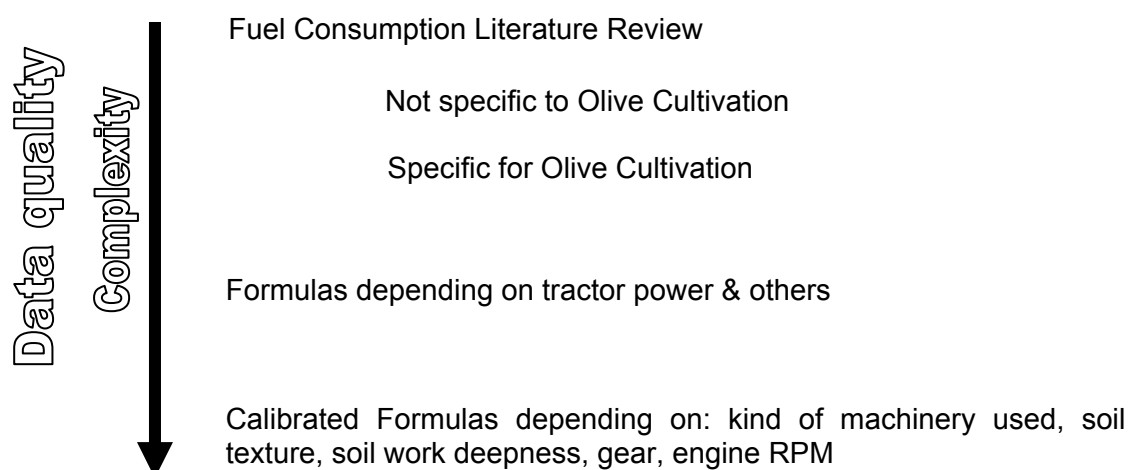 Data quality
Complexity
Fuel Consumption Literature Review
Not specific to Olive Cultivation
Specific for Olive Cultivation
Formulas depending on tractor power & others
Calibrated Formulas depending on: kind of machinery used, soil
texture, soil work deepness, gear, engine RPM